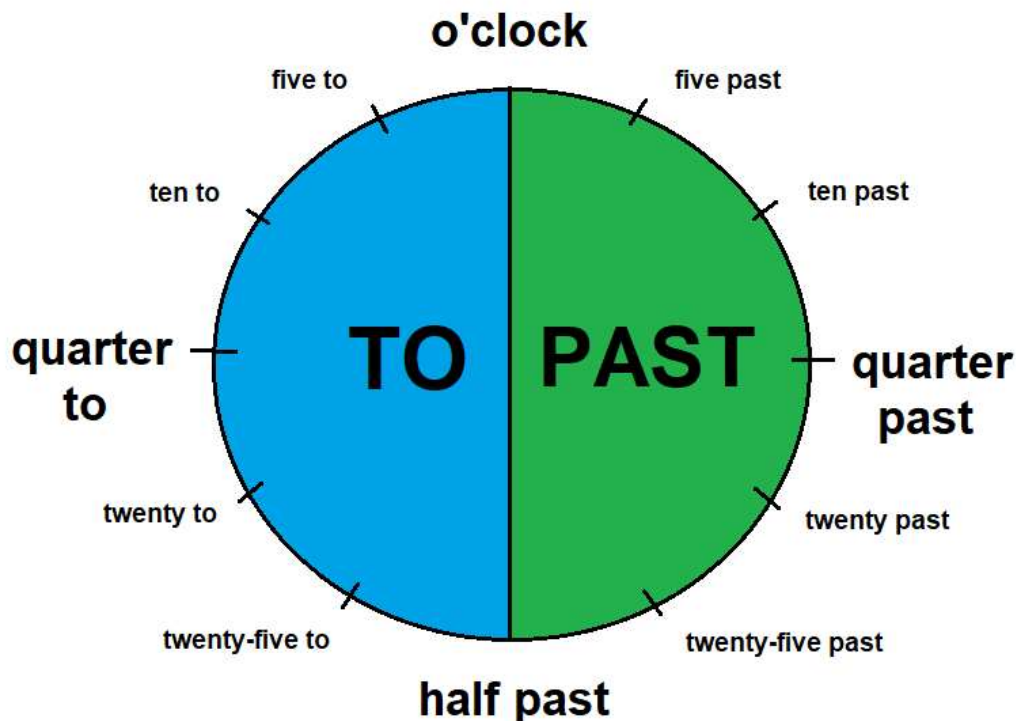 o'clock
five to
five past
ten to
ten past
TO
PAST
quarter
to
quarter
past
twenty to
twenty past
twenty-five to
twenty-five past
half past